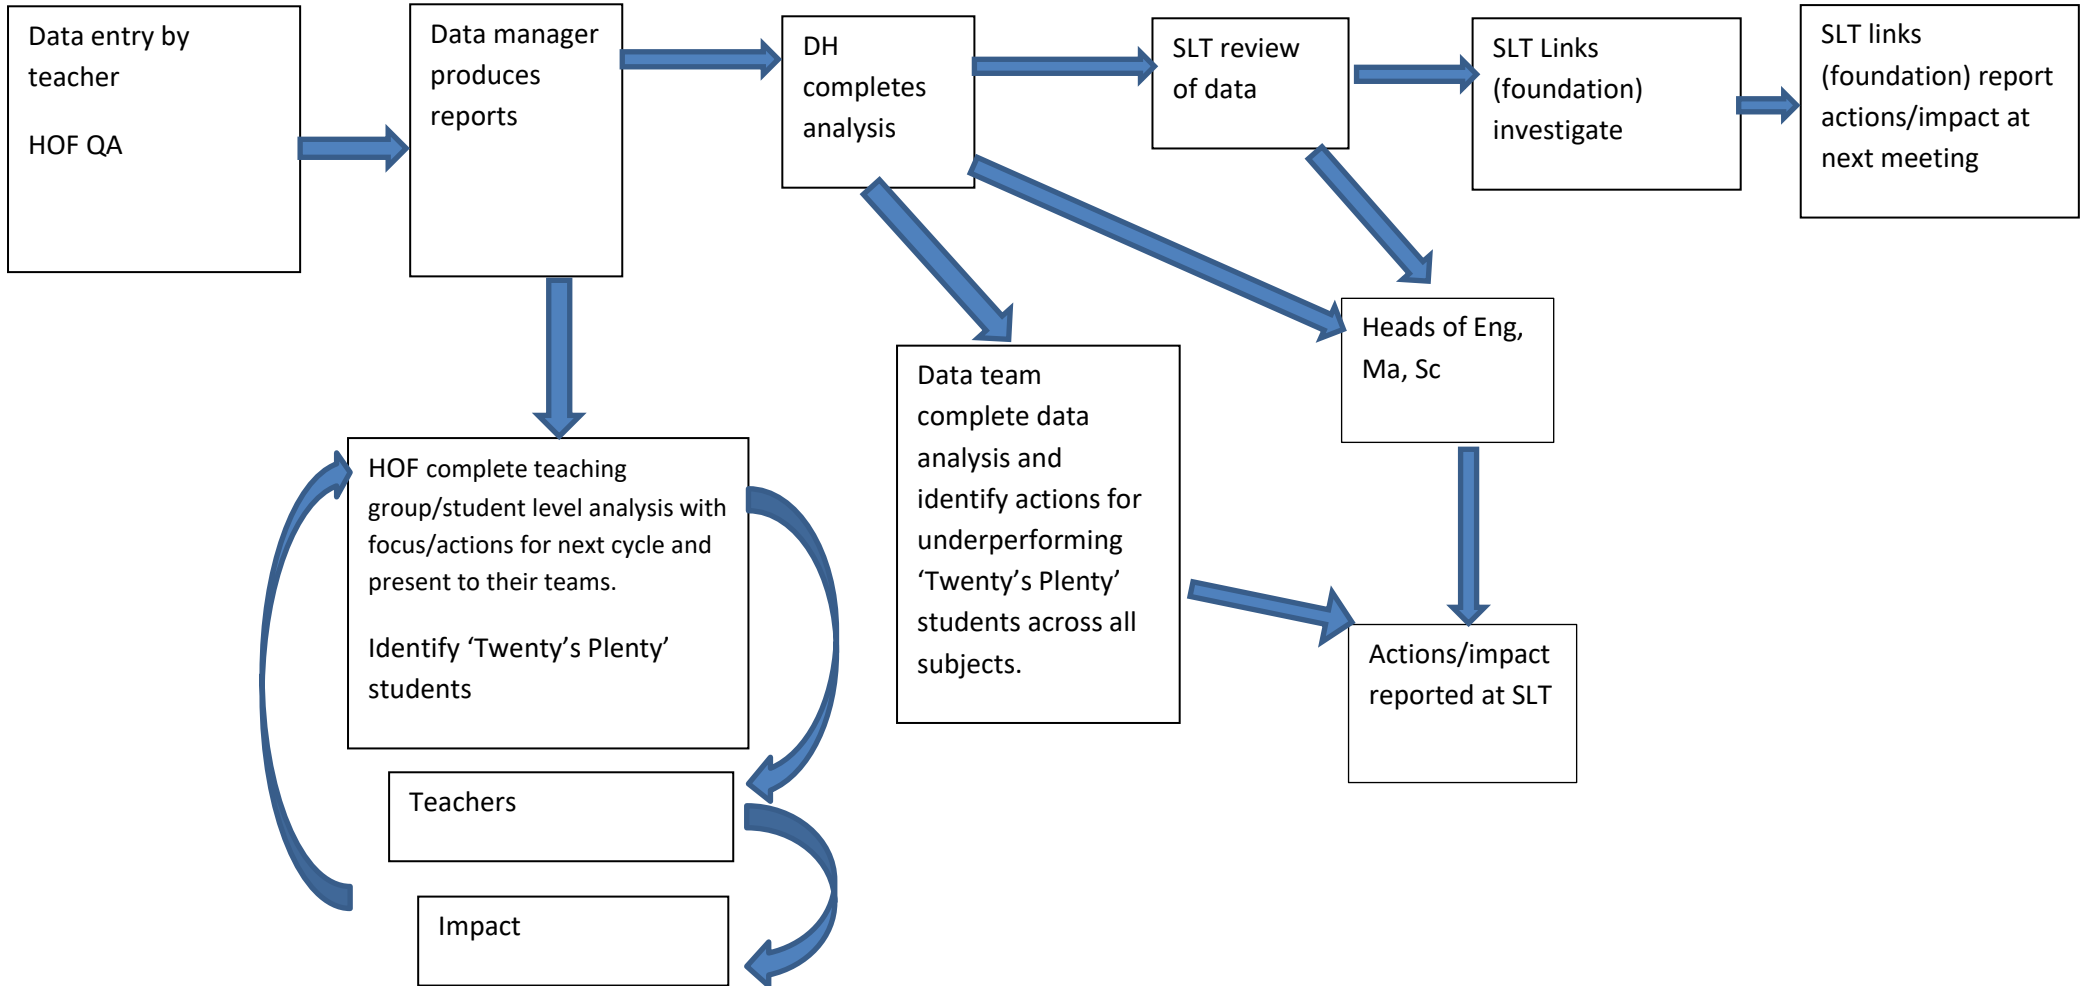 Data entry by
teacher
HOF QA
Data manager
produces
reports
DH
completes
analysis
SLT review
of data
SLT Links
(foundation)
investigate
SLT links
(foundation) report
actions/impact at
next meeting
Heads of Eng,
Ma, Sc
Data team
complete data
analysis and
identify actions for
underperforming
‘Twenty’s Plenty’
students across all
subjects.
HOF complete teaching
group/student level analysis with
focus/actions for next cycle and
present to their teams.
Identify ‘Twenty’s Plenty’
students
Actions/impact
reported at SLT
Teachers
Impact